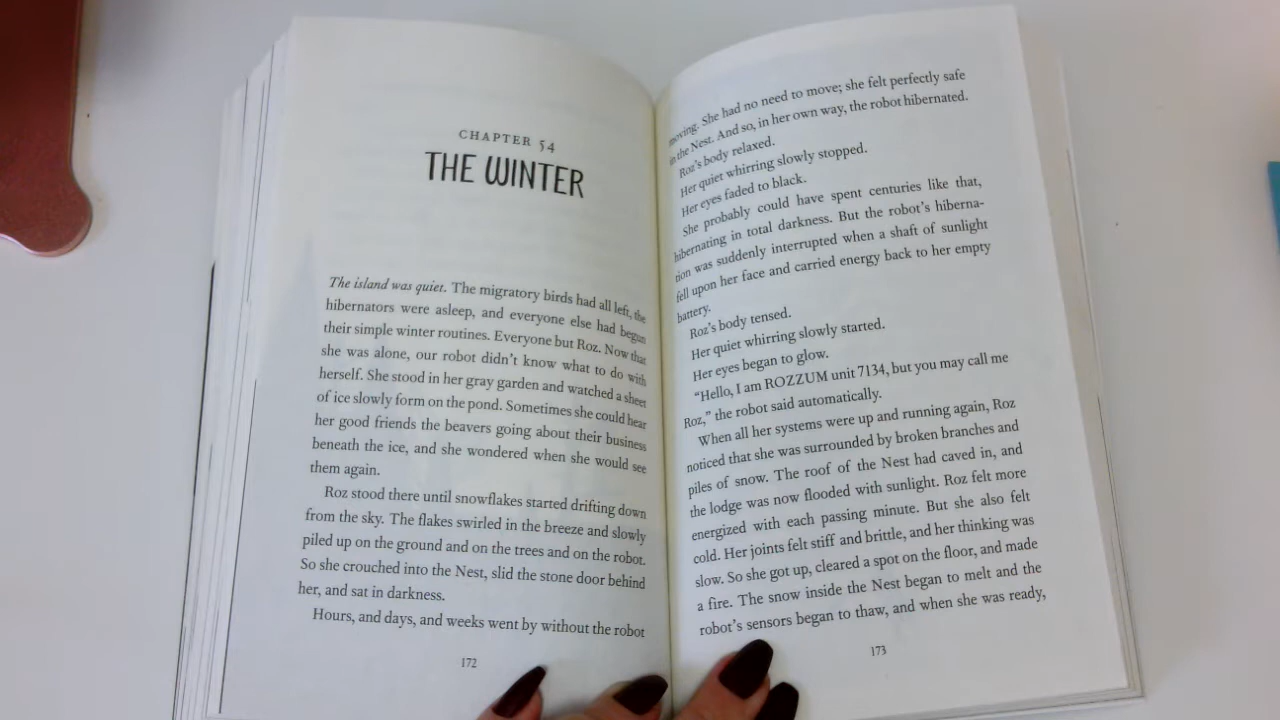 CHAPTER 54
THE WINTER
The island was quiet. The migratory birds had all left, the
hibernators were asleep, and everyone else had begun
their simple winter routines. Everyone but Roz. Now that
she was alone, our robot didn't know what to do with
herself. She stood in her gray garden and watched a sheet
of ice slowly form on the pond. Sometimes she could hear
her good friends the beavers going about their business
beneath the ice, and she wondered when she would see
them again.
Roz stood there until snowflakes started drifting down
from the sky. The flakes swirled in the breeze and slowly
piled up on the ground and on the trees and on the robot.
So she crouched into the Nest, slid the stone door behind
her, and sat in darkness.
Hours, and days, and weeks went by without the robot
172
moving. She had no need to move; she felt perfectly safe
in the Nest. And so, in her own way, the robot hibernated.
Roz's body relaxed.
Her quiet whirring slowly stopped.
Her eyes faded to black.
She probably could have spent centuries like that,
hibernating in total darkness. But the robot's hiberna-
tion was suddenly interrupted when a shaft of sunlight
fell upon her face and carried energy back to her empty
battery.
Roz's body tensed.
Her quiet whirring slowly started.
Her eyes began to glow.
"Hello, I am ROZZUM unit 7134, but you may call me
Roz," the robot said automatically.
When all her systems were up and running again, Roz
noticed that she was surrounded by broken branches and
piles of snow. The roof of the Nest had caved in, and
the lodge was now flooded with sunlight. Roz felt more
energized with each passing minute. But she also felt
cold. Her joints felt stiff and brittle, and her thinking was
slow. So she got up, cleared a spot on the floor, and made
a fire. The snow inside the Nest began to melt and the
robot's sensors began to thaw, and when she was ready,
173